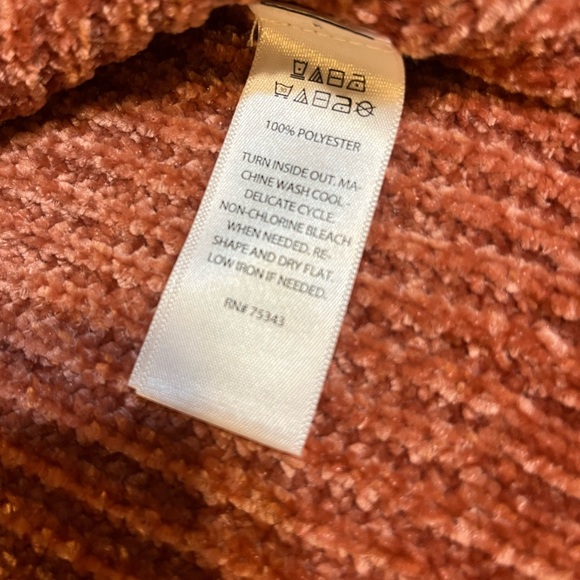 100% POLYESTER
TURN INSIDE OUT. MA-
CHINE WASH COOL.
DELICATE CYCLE.
NON-CHLORINE BLEACH
WHEN NEEDED. RE-
SHAPE AND DRY FLAT.
LOW IRON IF NEEDED.
RN# 75343